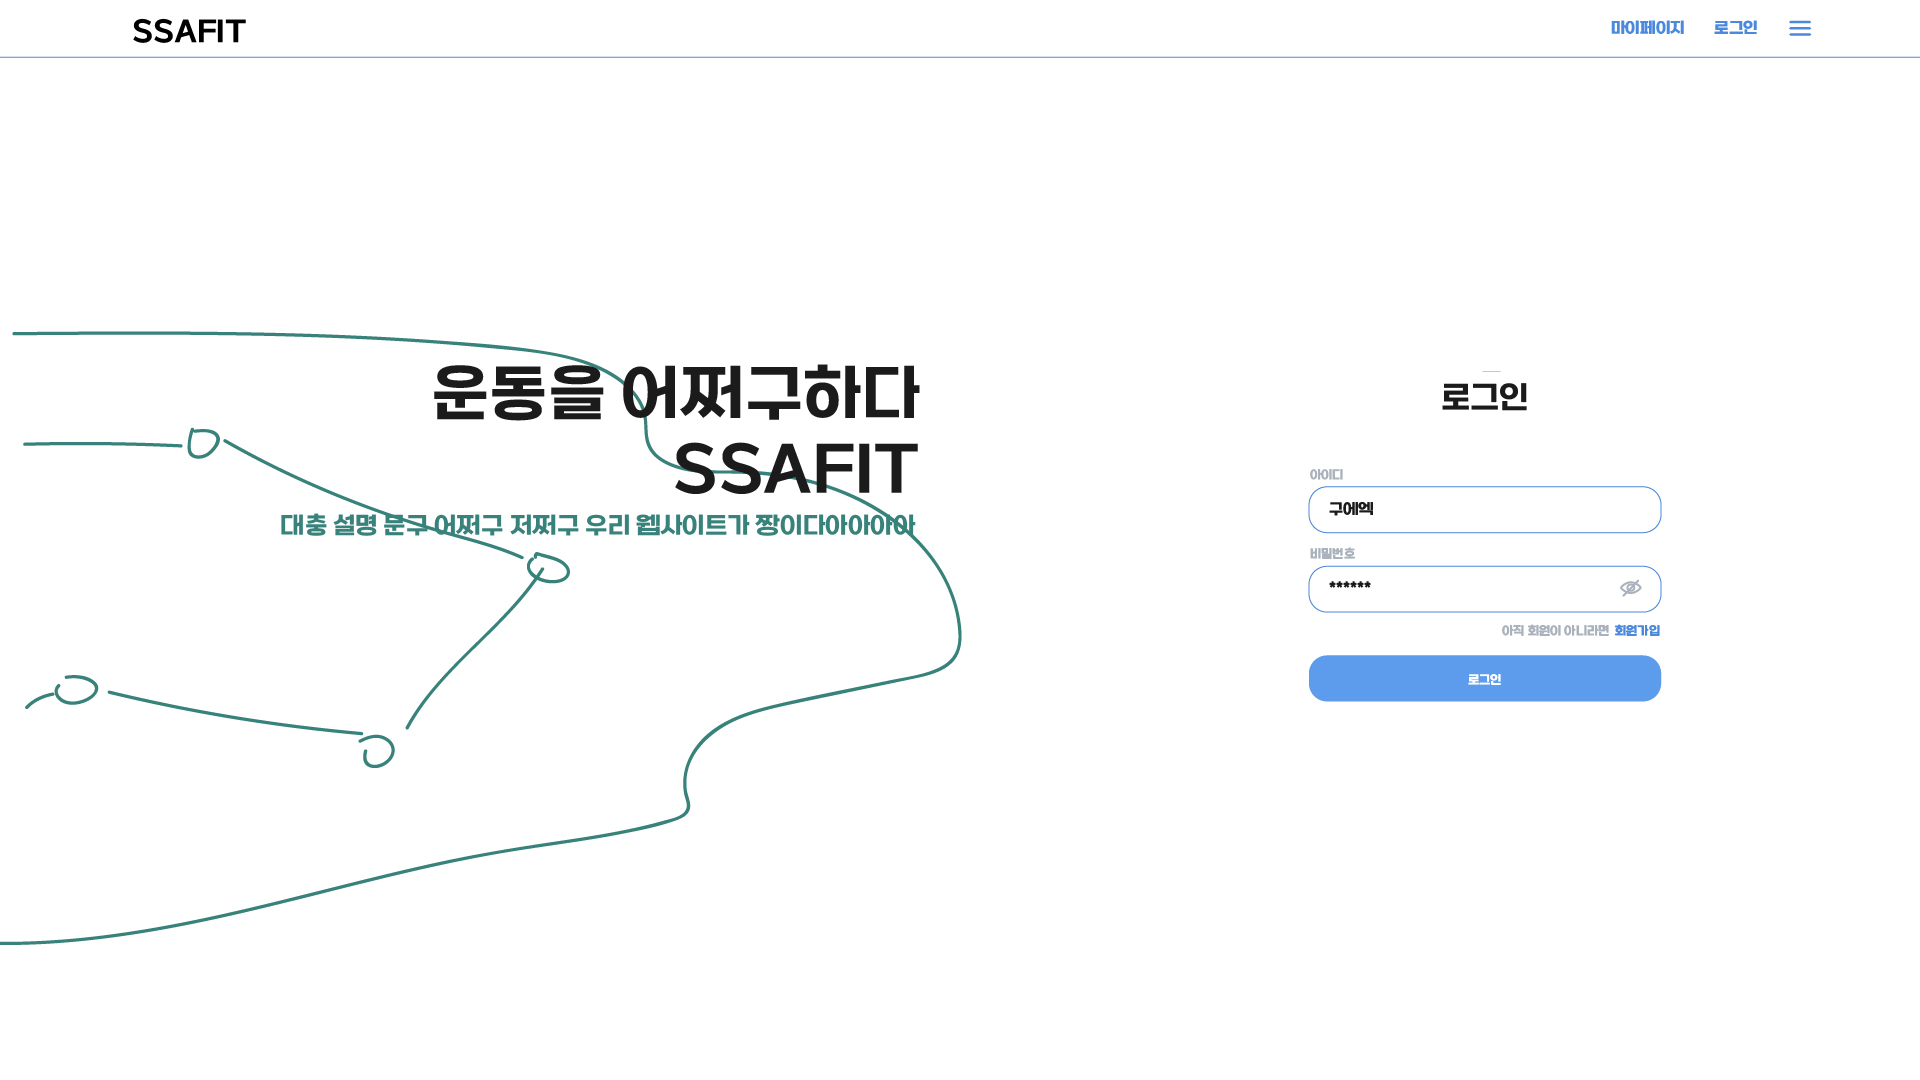 SSAFIT
마이페이지 로그인
운동을 어쩌구하다
SSAFIT
대충 설명 문구 어쩌구 저쩌구 우리 웹사이트가 짱이다아아아아
로그인
아이디
구에엑
비밀번호
******
아직 회원이 아니라면 회원가입
로그인